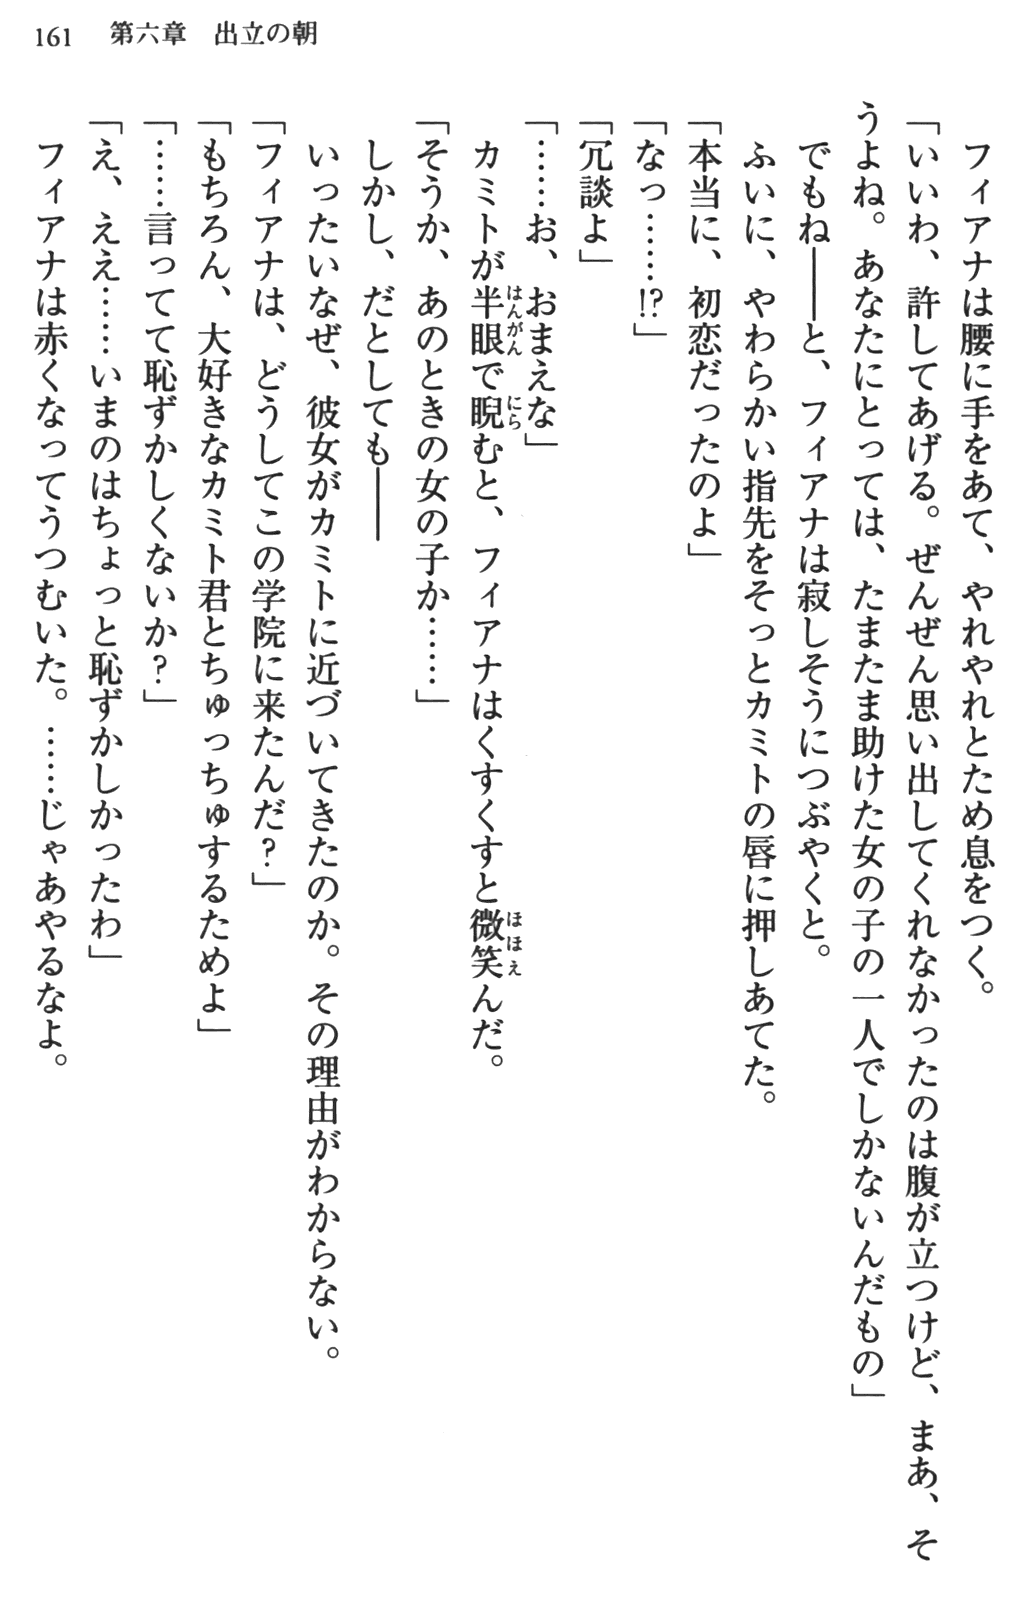 161　第六章　出立の朝
　フィアナは腰に手をあて、やれやれとため息をつく。
「いいわ、許してあげる。ぜんぜん思い出してくれなかったのは腹が立つけど、まあ、そ
うよね。あなたにとっては、たまたま助けた女の子の一人でしかないんだもの」
　でもね――と、フィアナは寂しそうにつぶやくと。
　ふいに、やわらかい指先をそっとカミトの唇に押しあてた。
「本当に、初恋だったのよ」
「なっ……!?」
「冗談よ」
「……お、おまえな」
　カミトが半眼で睨むと、フィアナはくすくすと微笑んだ。
はんがん　にら　ほほえ
「そうか、あのときの女の子か……」
　しかし、だとしても――
　いったいなぜ、彼女がカミトに近づいてきたのか。その理由がわからない。
「フィアナは、どうしてこの学院に来たんだ？」
「もちろん、大好きなカミト君とちゅっちゅするためよ」
「……言ってて恥ずかしくないか？」
「え、ええ……いまのはちょっと恥ずかしかったわ」
　フィアナは赤くなってうつむいた。……じゃあやるなよ。